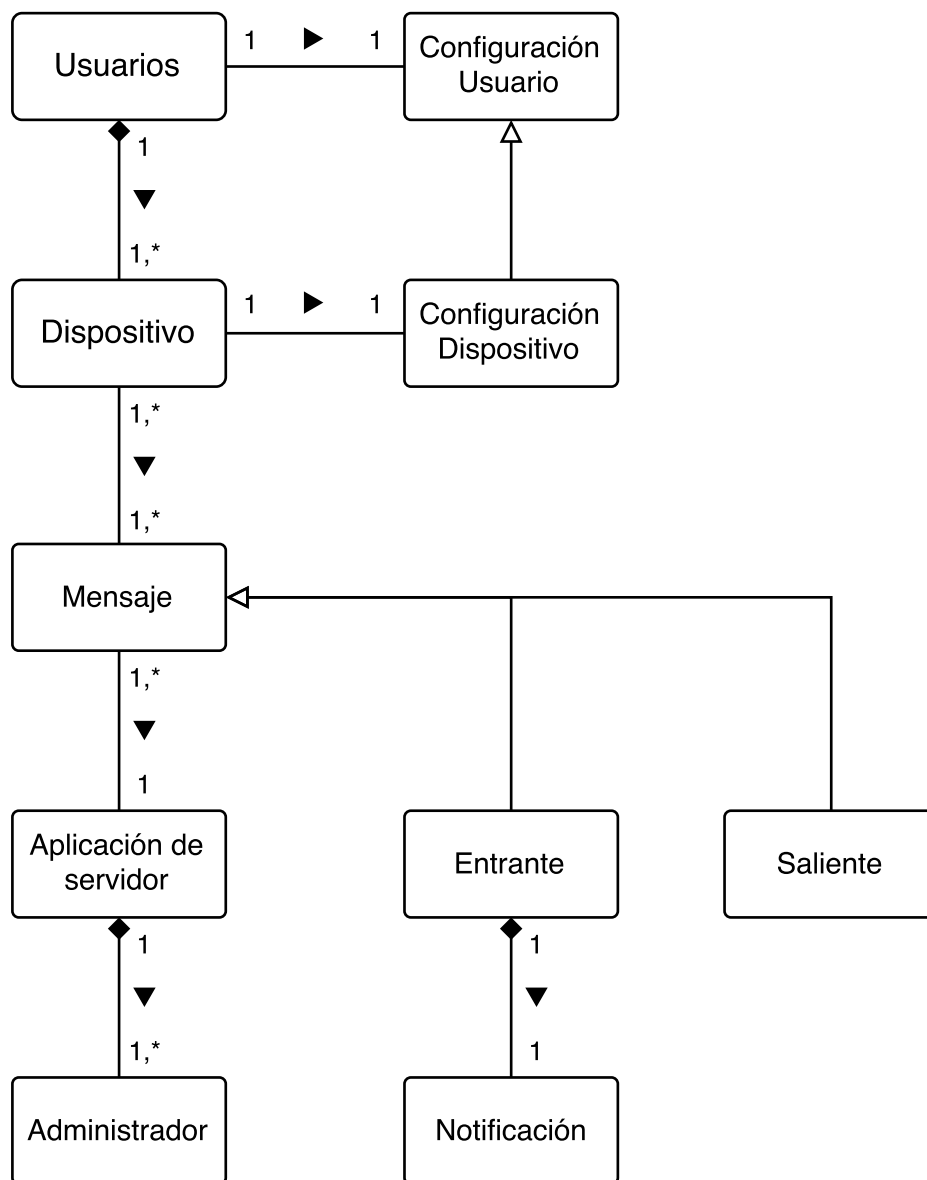 Usuarios
1
1
Configuración
Usuario
1
1,*
Dispositivo
1
1
Configuración
Dispositivo
1,*
1,*
Mensaje
1,*
1
Aplicación de
servidor
Entrante
Saliente
1
1
1,*
1
Administrador
Notificación